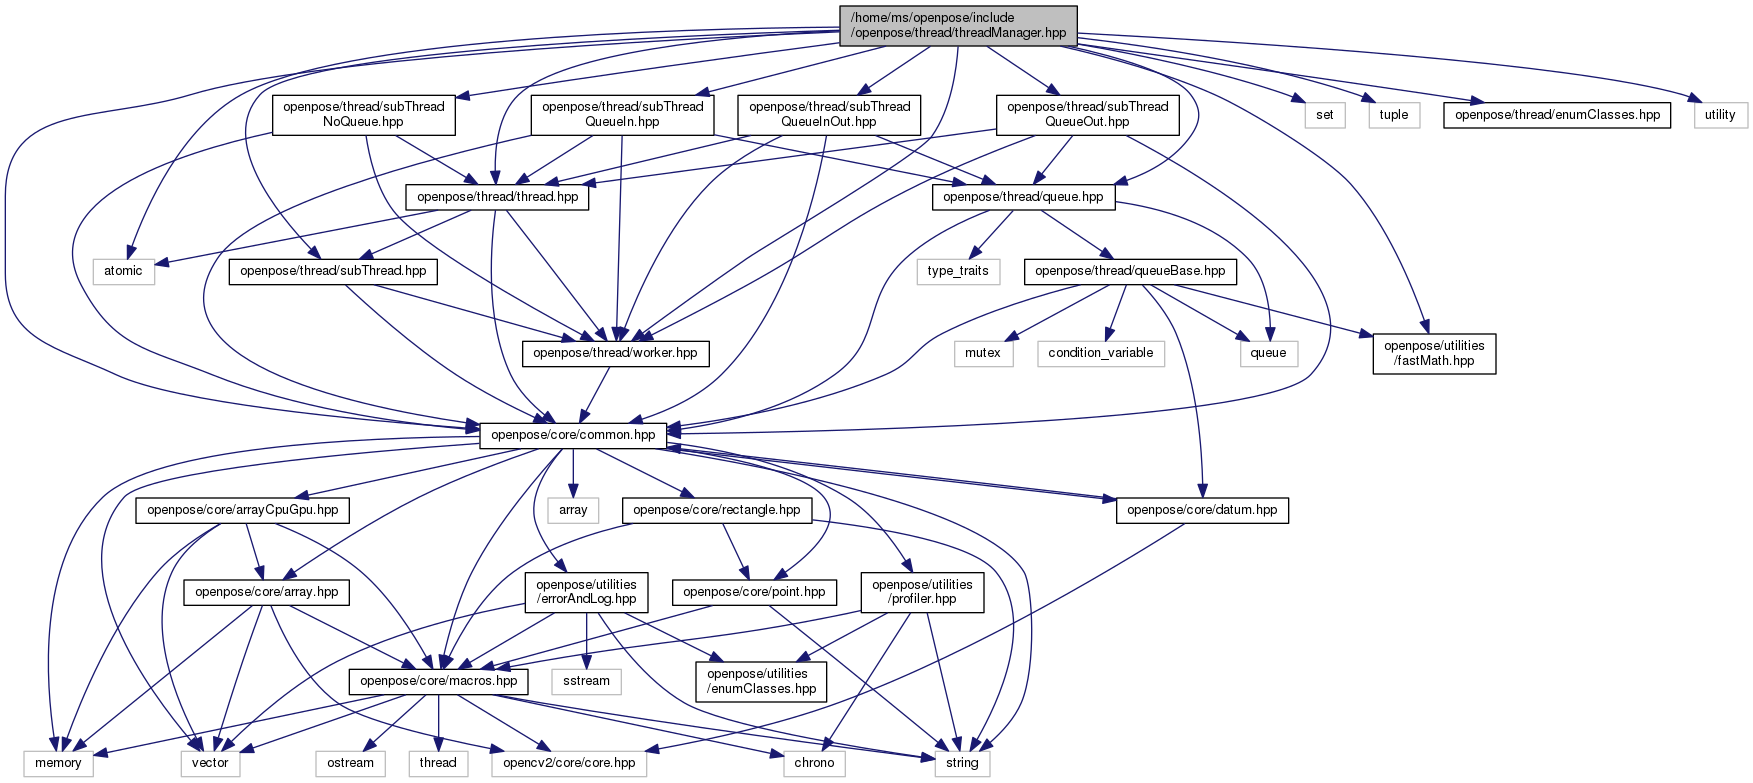 /home/ms/openpose/include
/openpose/thread/threadManager.hpp
openpose/thread/subThread
NoQueue.hpp
openpose/thread/subThread
QueueIn.hpp
openpose/thread/subThread
QueueInOut.hpp
openpose/thread/subThread
QueueOut.hpp
set
tuple
openpose/thread/enumClasses.hpp
utility
openpose/thread/thread.hpp
openpose/thread/queue.hpp
atomic
openpose/thread/subThread.hpp
type_traits
openpose/thread/queueBase.hpp
openpose/thread/worker.hpp
mutex
condition_variable
queue
openpose/utilities
/fastMath.hpp
openpose/core/common.hpp
openpose/core/arrayCpuGpu.hpp
array
openpose/core/rectangle.hpp
openpose/core/datum.hpp
openpose/core/array.hpp
openpose/utilities
/errorAndLog.hpp
openpose/core/point.hpp
openpose/utilities
/profiler.hpp
openpose/core/macros.hpp
sstream
openpose/utilities
/enumClasses.hpp
memory
vector
ostream
thread
opencv2/core/core.hpp
chrono
string